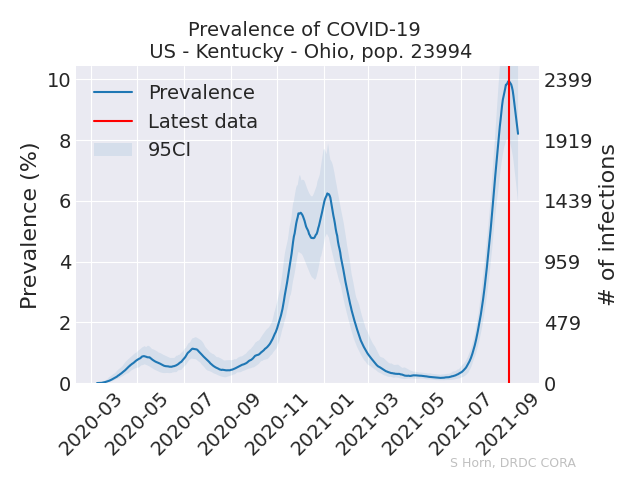 Prevalence of COVID-19
US - Kentucky - Ohio, pop. 23994
Prevalence
Latest data
95CI
Prevalence (%)
10
8
6
4
2
0
# of infections
2399
1919
1439
959
479
0
2020-03
2020-05
2020-07
2020-09
2020-11
2021-01
2021-03
2021-05
2021-07
2021-09
S Horn, DRDC CORA